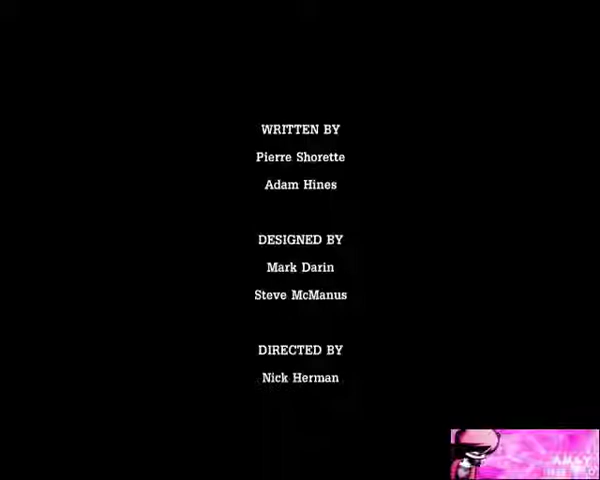 WRITTEN BY
Pierre Shorette
Adam Hines
DESIGNED BY
Mark Darin
Steve McManus
DIRECTED BY
Nick Herman